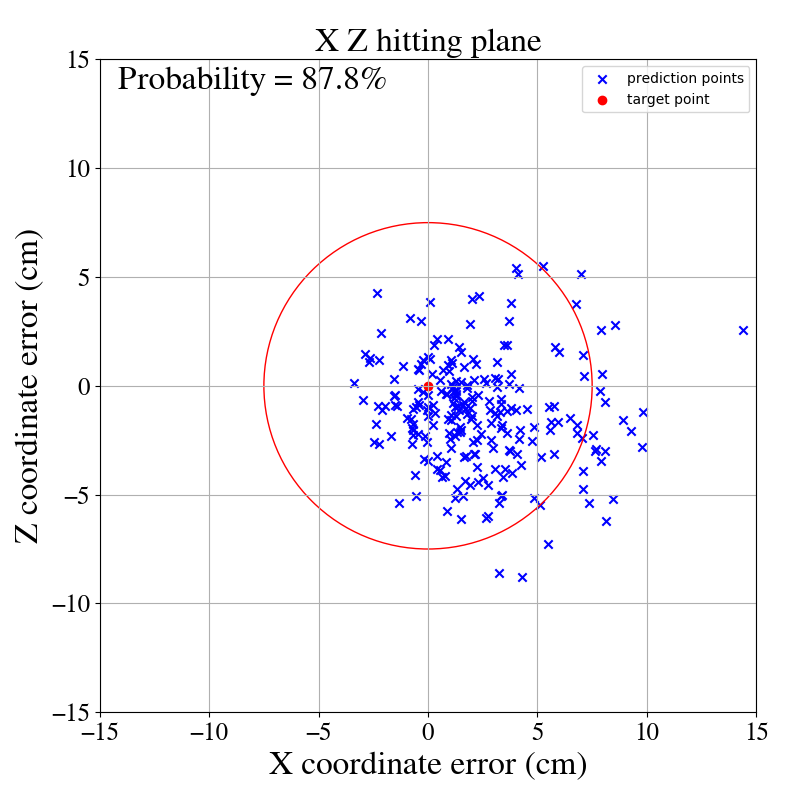 X Z hitting plane
Probability = 87.8%
prediction points
target point
15
10
5
0
−5
−10
−15
Z coordinate error (cm)
−15 −10 −5 0 5 10 15
X coordinate error (cm)